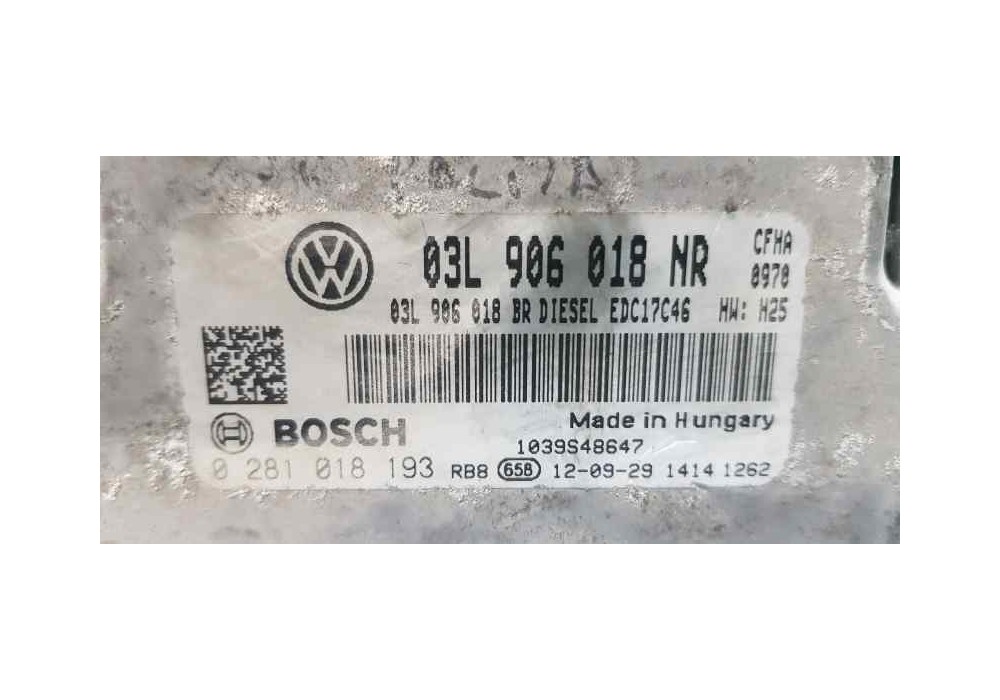 03L 906 018 NR
CFHA
0970
03L 906 018 BR DIESEL EDC17C46 HW: H25
BOSCH
Made in Hungary
1039S48647
0 281 018 193 RB8 658 12-09-29 1414 1262